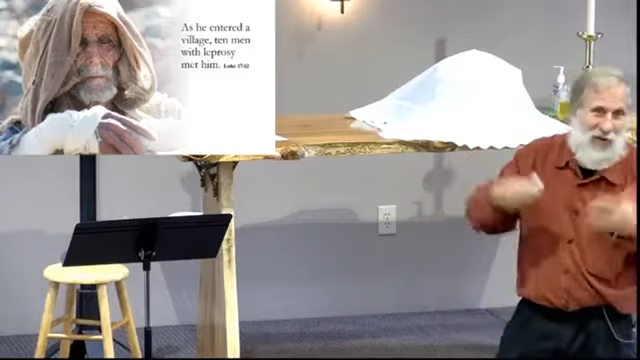 As he entered a
village, ten men
with leprosy
met him. Luke 17:12